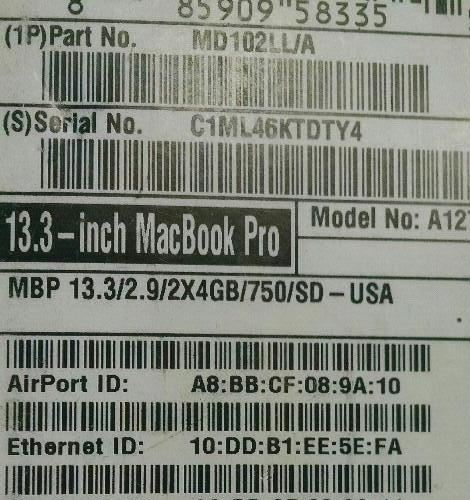 8 85909 58335
(1P)Part No. MD102LL/A
(S)Serial No. C1ML46KTDTY4
13.3-inch MacBook Pro
Model No: A12
MBP 13.3/2.9/2X4GB/750/SD-USA
AirPort ID: A8:BB:CF:08:9A:10
Ethernet ID: 10:DD:B1:EE:5E:FA